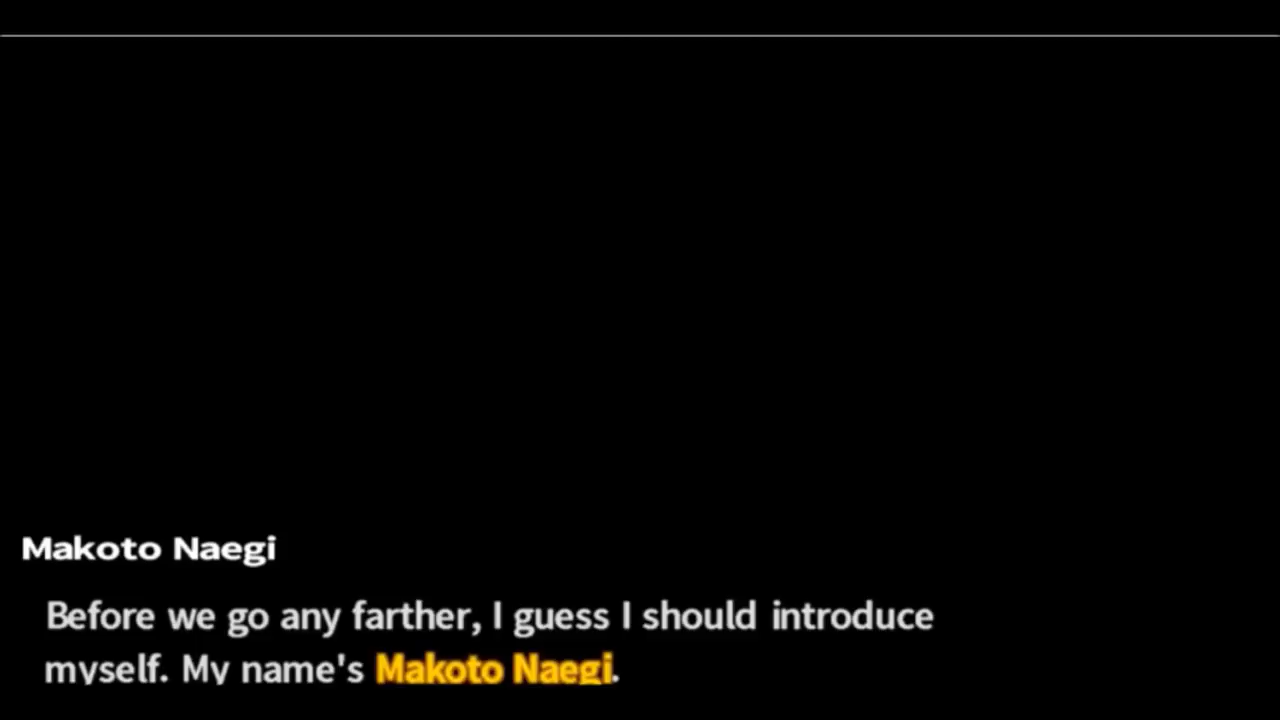 Makoto Naegi
Before we go any farther, I guess I should introduce
myself. My name's Makoto Naegi.